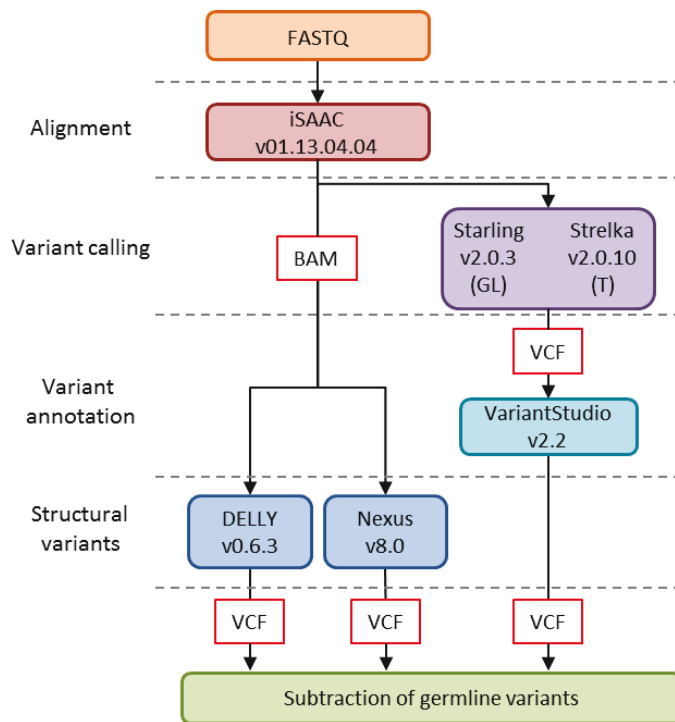 FASTQ
Alignment
iSAAC
v01.13.04.04
Variant calling
BAM
Starling
v2.0.3
(GL)
Strelka
v2.0.10
(T)
VCF
Variant
annotation
VariantStudio
v2.2
Structural
variants
DELLY
v0.6.3
Nexus
v8.0
VCF
VCF
VCF
Subtraction of germline variants